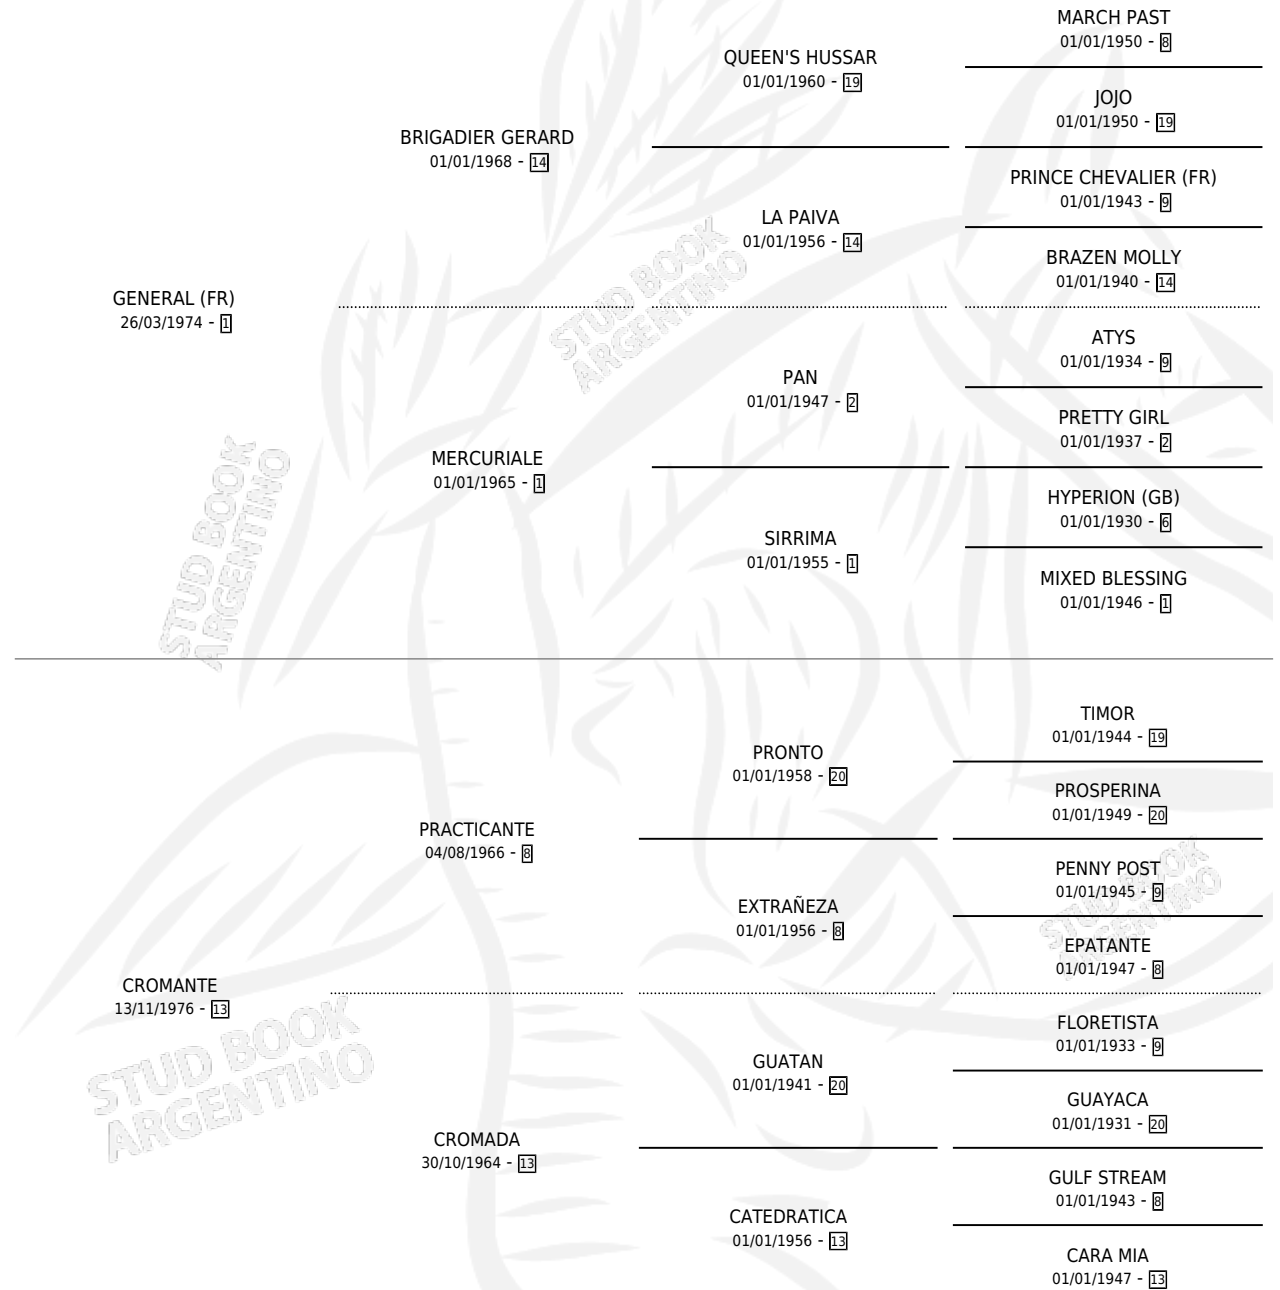 MARCH PAST
01/01/1950 - 8
QUEEN'S HUSSAR
01/01/1960 - 19
JOJO
01/01/1950 - 19
BRIGADIER GERARD
01/01/1968 - 14
PRINCE CHEVALIER (FR)
01/01/1943 - 9
LA PAIVA
01/01/1956 - 14
BRAZEN MOLLY
01/01/1940 - 14
GENERAL (FR)
26/03/1974 - 1
ATYS
01/01/1934 - 9
PAN
01/01/1947 - 2
PRETTY GIRL
01/01/1937 - 2
MERCURIALE
01/01/1965 - 1
HYPERION (GB)
01/01/1930 - 6
SIRRIMA
01/01/1955 - 1
MIXED BLESSING
01/01/1946 - 1
STUD BOOK
ARGENTINO
STUD BOOK
ARGENTINO
TIMOR
01/01/1944 - 19
PRONTO
01/01/1958 - 20
PROSPERINA
01/01/1949 - 20
PRACTICANTE
04/08/1966 - 8
PENNY POST
01/01/1945 - 9
EXTRAÑEZA
01/01/1956 - 8
EPATANTE
01/01/1947 - 8
STUD BOOK
ARGENTINO
CROMANTE
13/11/1976 - 13
FLORETISTA
01/01/1933 - 9
GUATAN
01/01/1941 - 20
GUAYACA
01/01/1931 - 20
CROMADA
30/10/1964 - 13
GULF STREAM
01/01/1943 - 8
CATEDRATICA
01/01/1956 - 13
CARA MIA
01/01/1947 - 13
STUD BOOK
ARGENTINO